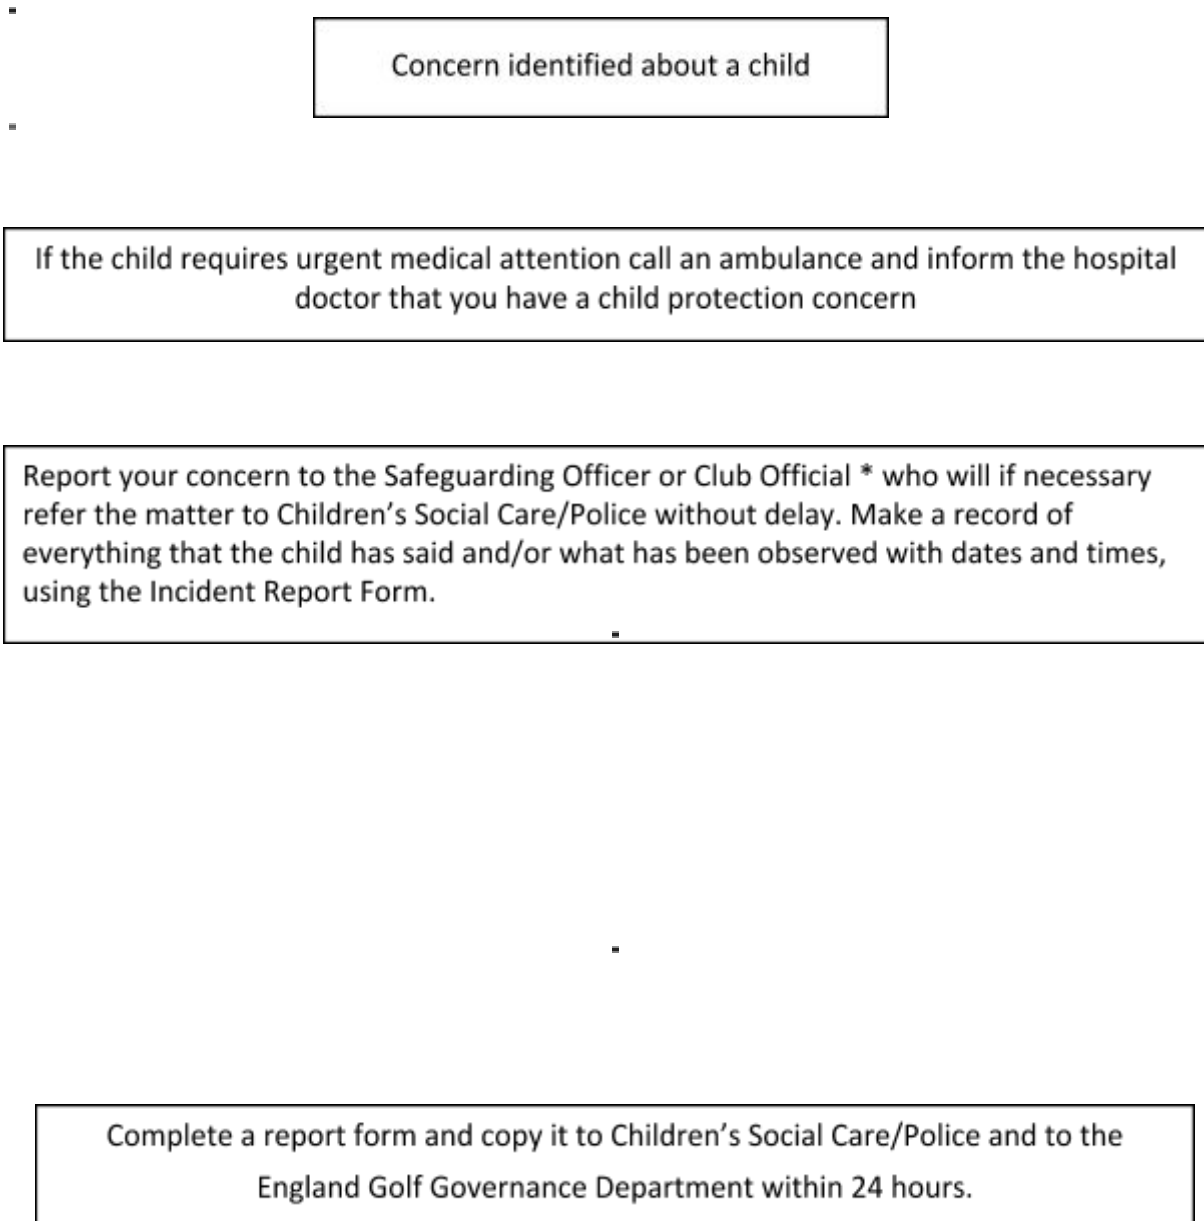 Concern identified about a child
If the child requires urgent medical attention call an ambulance and inform the hospital
doctor that you have a child protection concern
Report your concern to the Safeguarding Officer or Club Official * who will if necessary
refer the matter to Children’s Social Care/Police without delay. Make a record of
everything that the child has said and/or what has been observed with dates and times,
using the Incident Report Form.
Complete a report form and copy it to Children’s Social Care/Police and to the
England Golf Governance Department within 24 hours.